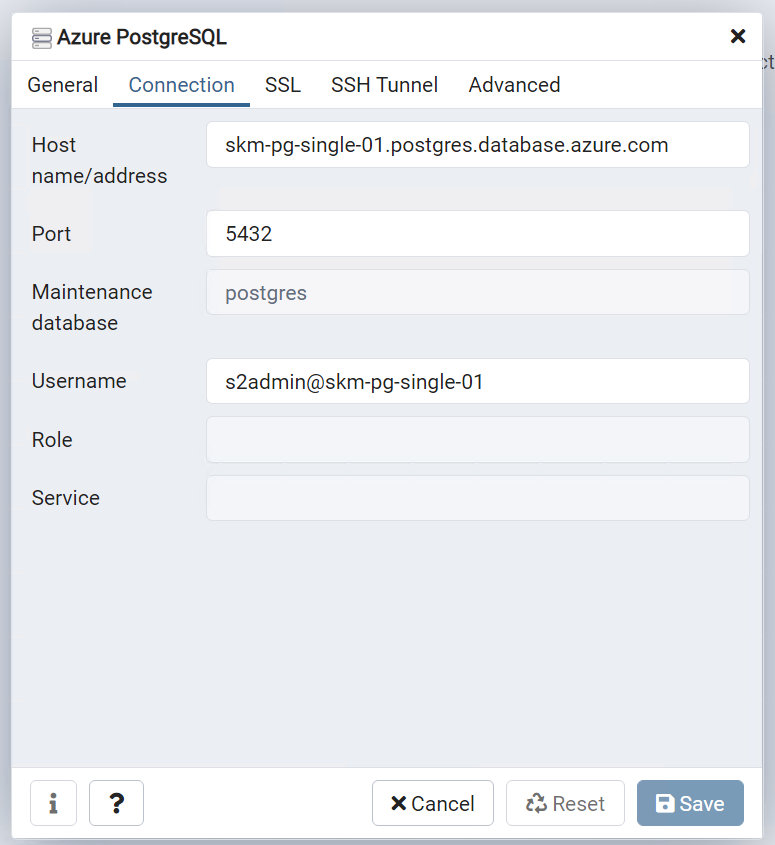 Azure PostgreSQL
General Connection SSL SSH Tunnel Advanced
Host name/address
skm-pg-single-01.postgres.database.azure.com
Port
5432
Maintenance database
postgres
Username
s2admin@skm-pg-single-01
Role
Service
i ? Cancel Reset Save
ct